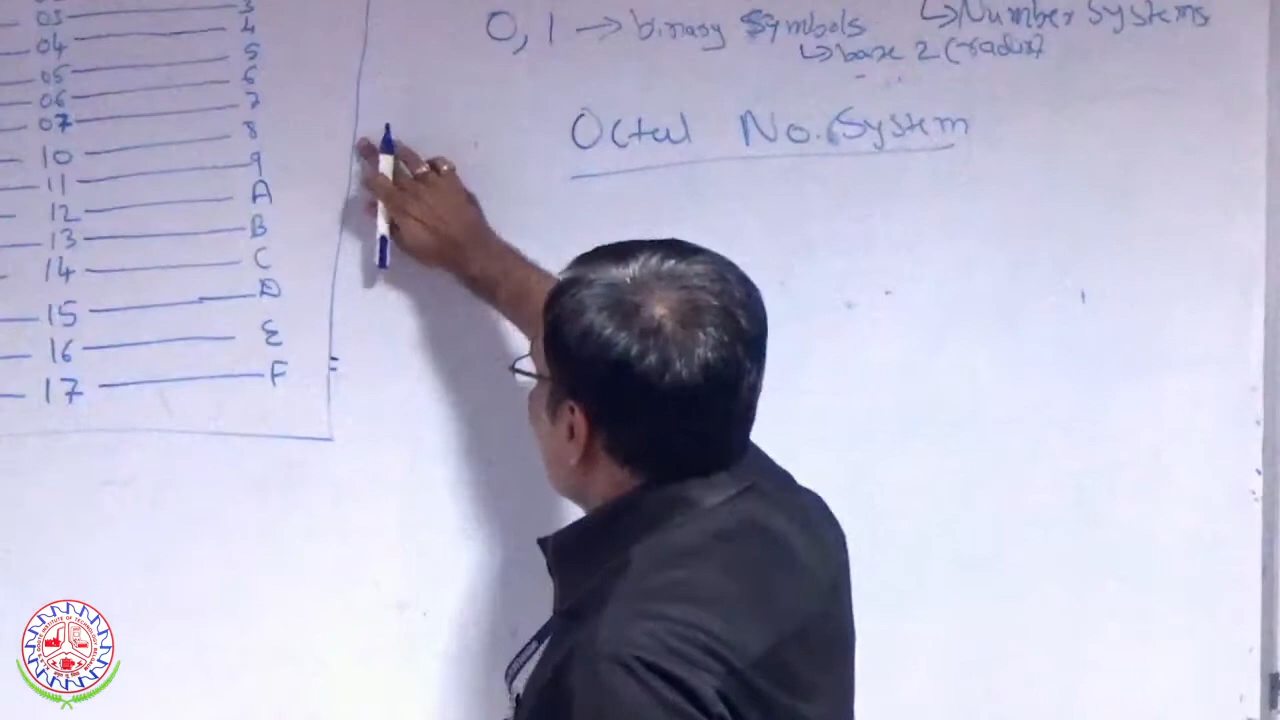 03 3
04 4
05 5
06 6
07 7
10 8
11 9
12 A
13 B
14 C
15 D
16 E
17 F
0, 1 → binary Symbols
↳ Number Systems
↳ base 2 (radix)
Octal No. System